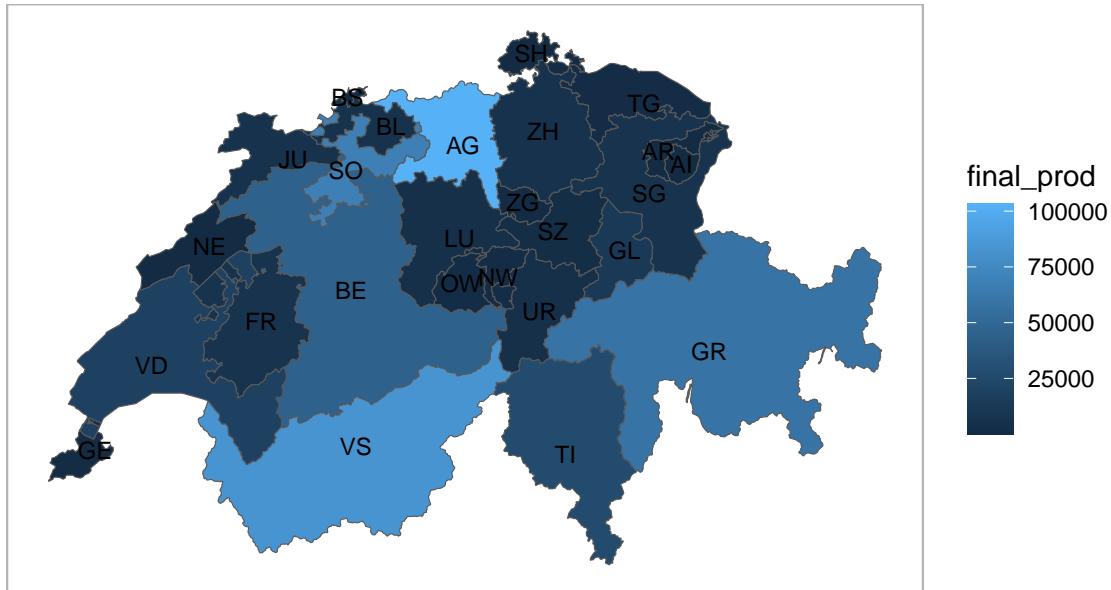 SH
BS
TG
BL
ZH
AG
AR
AI
JU
SO
SG
ZG
NE
LU
SZ
GL
OW
NW
BE
UR
FR
GR
VD
VS
TI
GE
final_prod
100000
75000
50000
25000